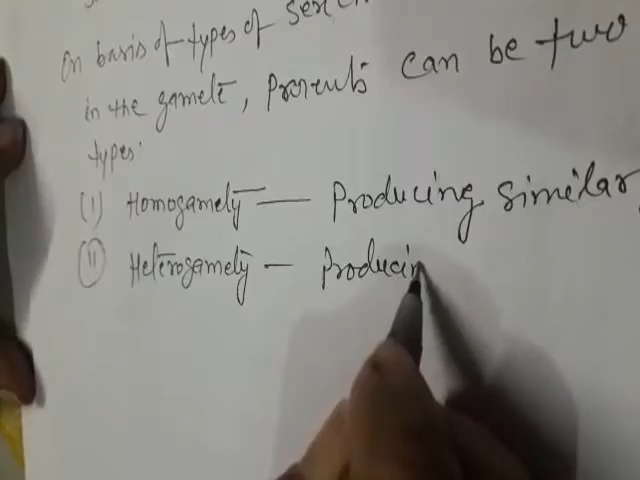 On basis of types of Sex
in the gamete, Parents can be two
types.
(I) Homogamety — Producing similar
(II) Heterogamety — Producin